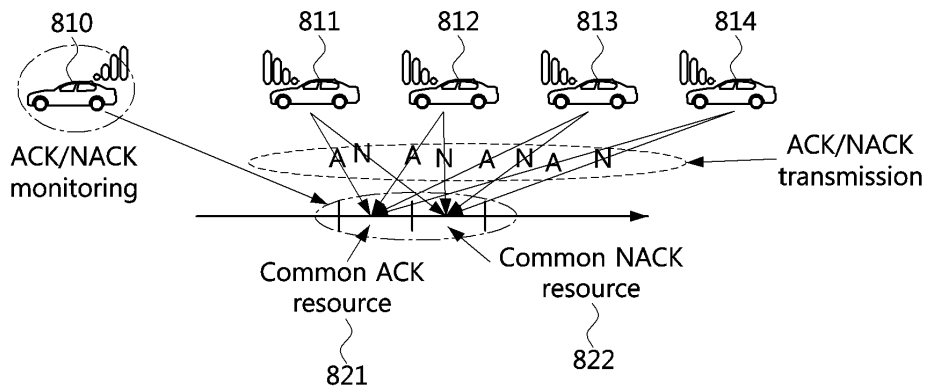 810
811
812
813
814
A N A N A N A N
ACK/NACK
monitoring
ACK/NACK
transmission
Common ACK
resource
Common NACK
resource
821
822